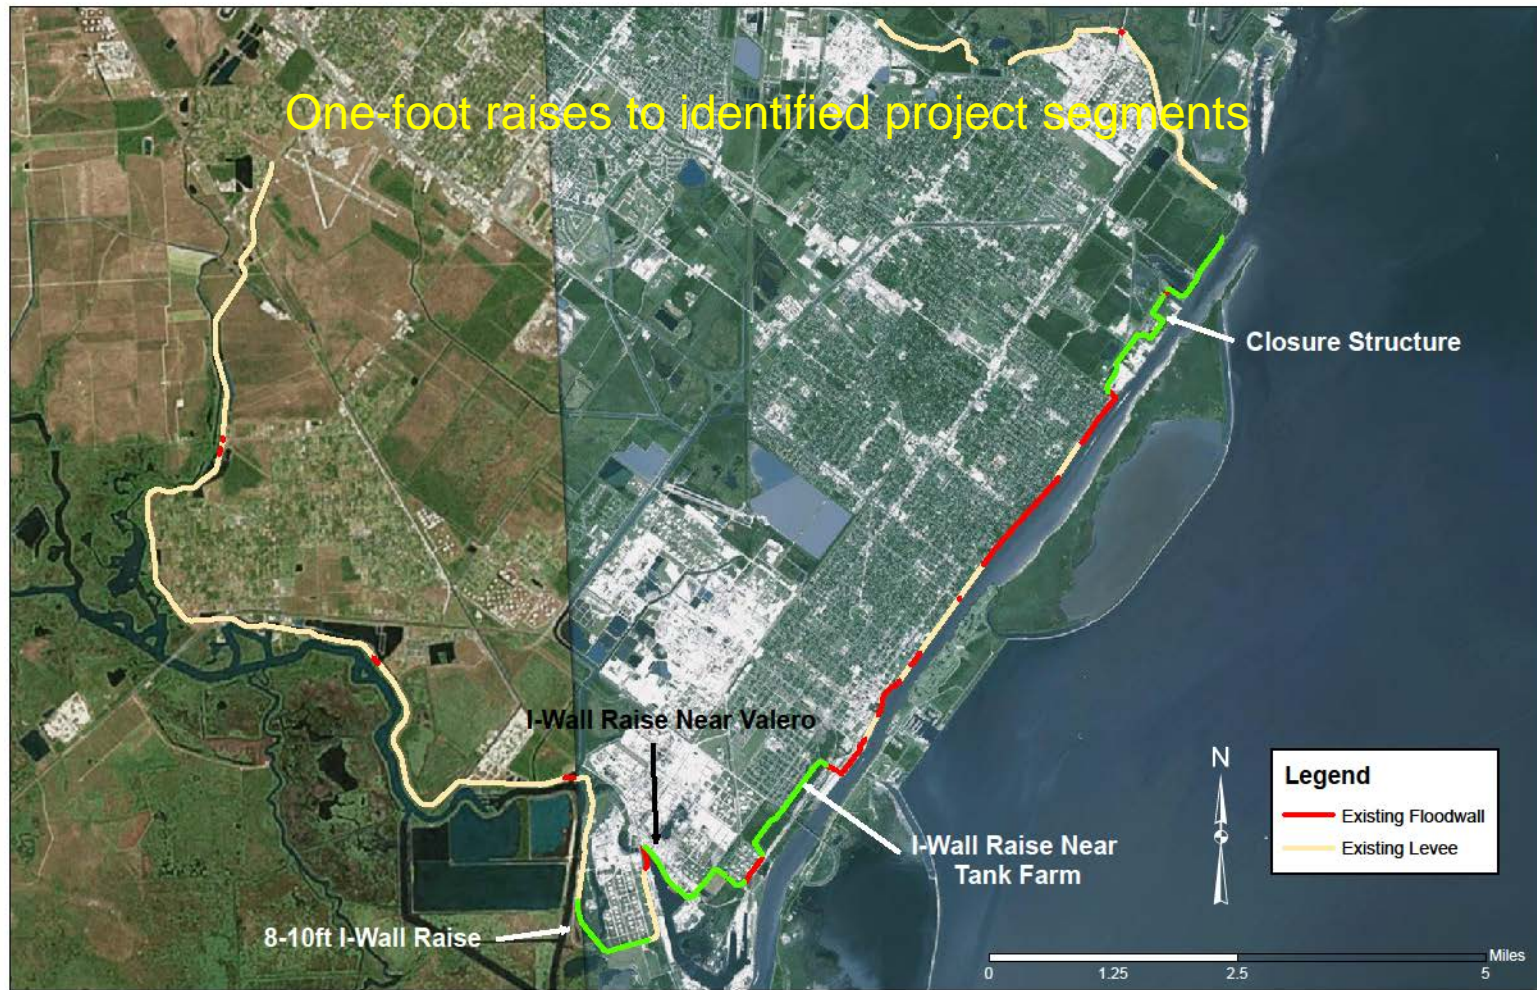 One-foot raises to identified project segments
Closure Structure
I-Wall Raise Near Valero
N
Legend
Existing Floodwall
Existing Levee
I-Wall Raise Near
Tank Farm
8-10ft I-Wall Raise
Miles
0 1.25 2.5 5